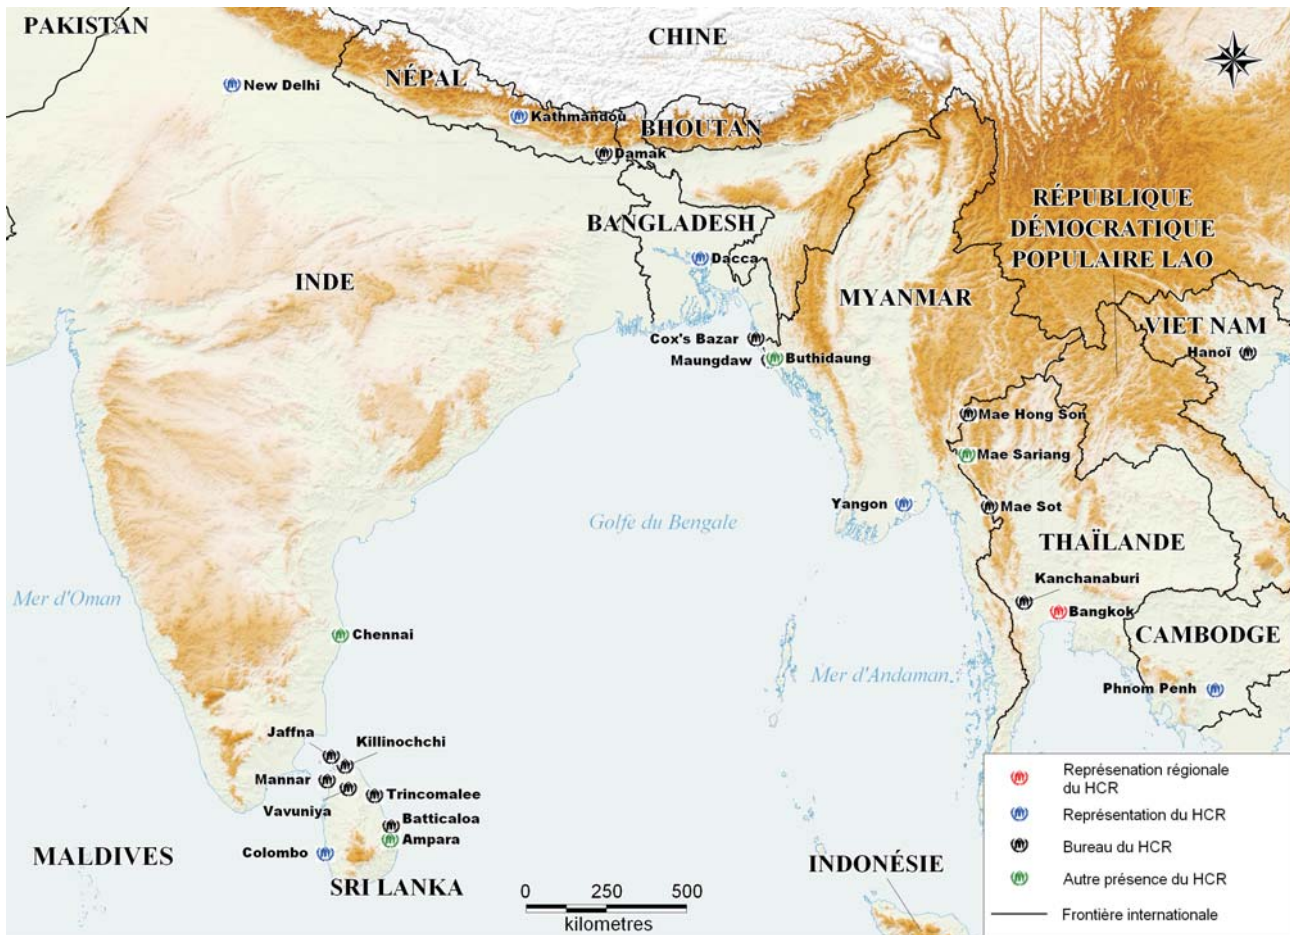 PAKISTAN
CHINE
NÉPAL
New Delhi
Kathmandou
BHOUTAN
Damak
RÉPUBLIQUE
DÉMOCRATIQUE
POPULAIRE LAO
BANGLADESH
Dacca
INDE
MYANMAR
VIET NAM
Hanoï
Cox's Bazar
Maungdaw
Buthidaung
Mae Hong Son
Mae Sariang
Yangon
Mae Sot
Golfe du Bengale
THAÏLANDE
Kanchanaburi
Mer d'Oman
Bangkok
Chennai
CAMBODGE
Mer d'Andaman
Phnom Penh
Jaffna
Killinochchi
Mannar
Trincomalee
Vavuniya
Batticaloa
Ampara
MALDIVES
Colombo
SRI LANKA
INDONÉSIE
0 250 500
kilometres
Représenation régionale
du HCR
Représentation du HCR
Bureau du HCR
Autre présence du HCR
Frontière internationale